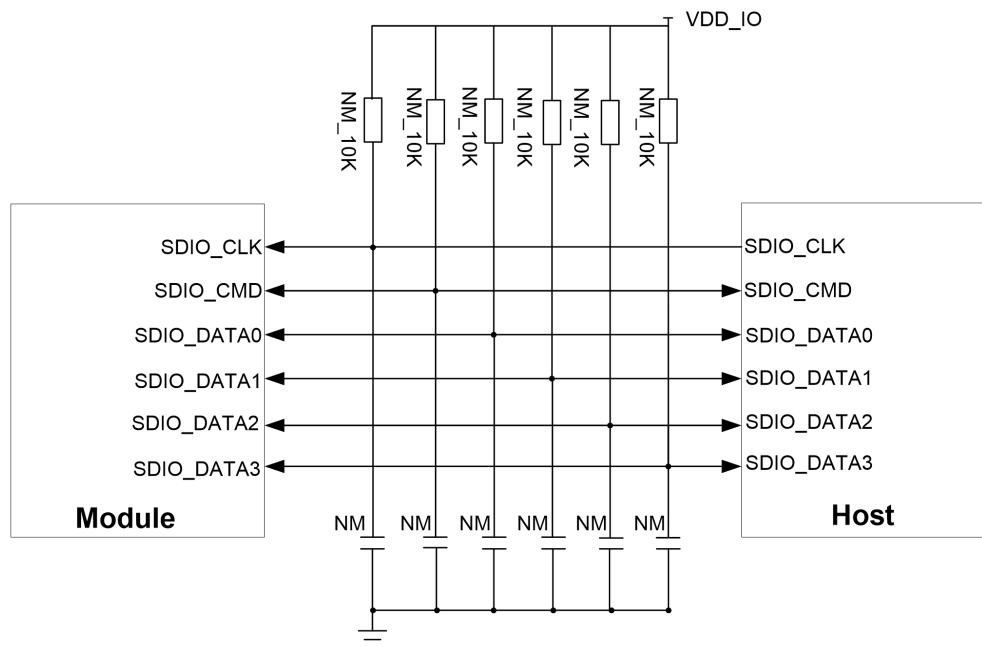 VDD_IO
NM_10K NM_10K NM_10K NM_10K NM_10K NM_10K
SDIO_CLK SDIO_CLK
SDIO_CMD SDIO_CMD
SDIO_DATA0 SDIO_DATA0
SDIO_DATA1 SDIO_DATA1
SDIO_DATA2 SDIO_DATA2
SDIO_DATA3 SDIO_DATA3
Module Host
NM NM NM NM NM NM